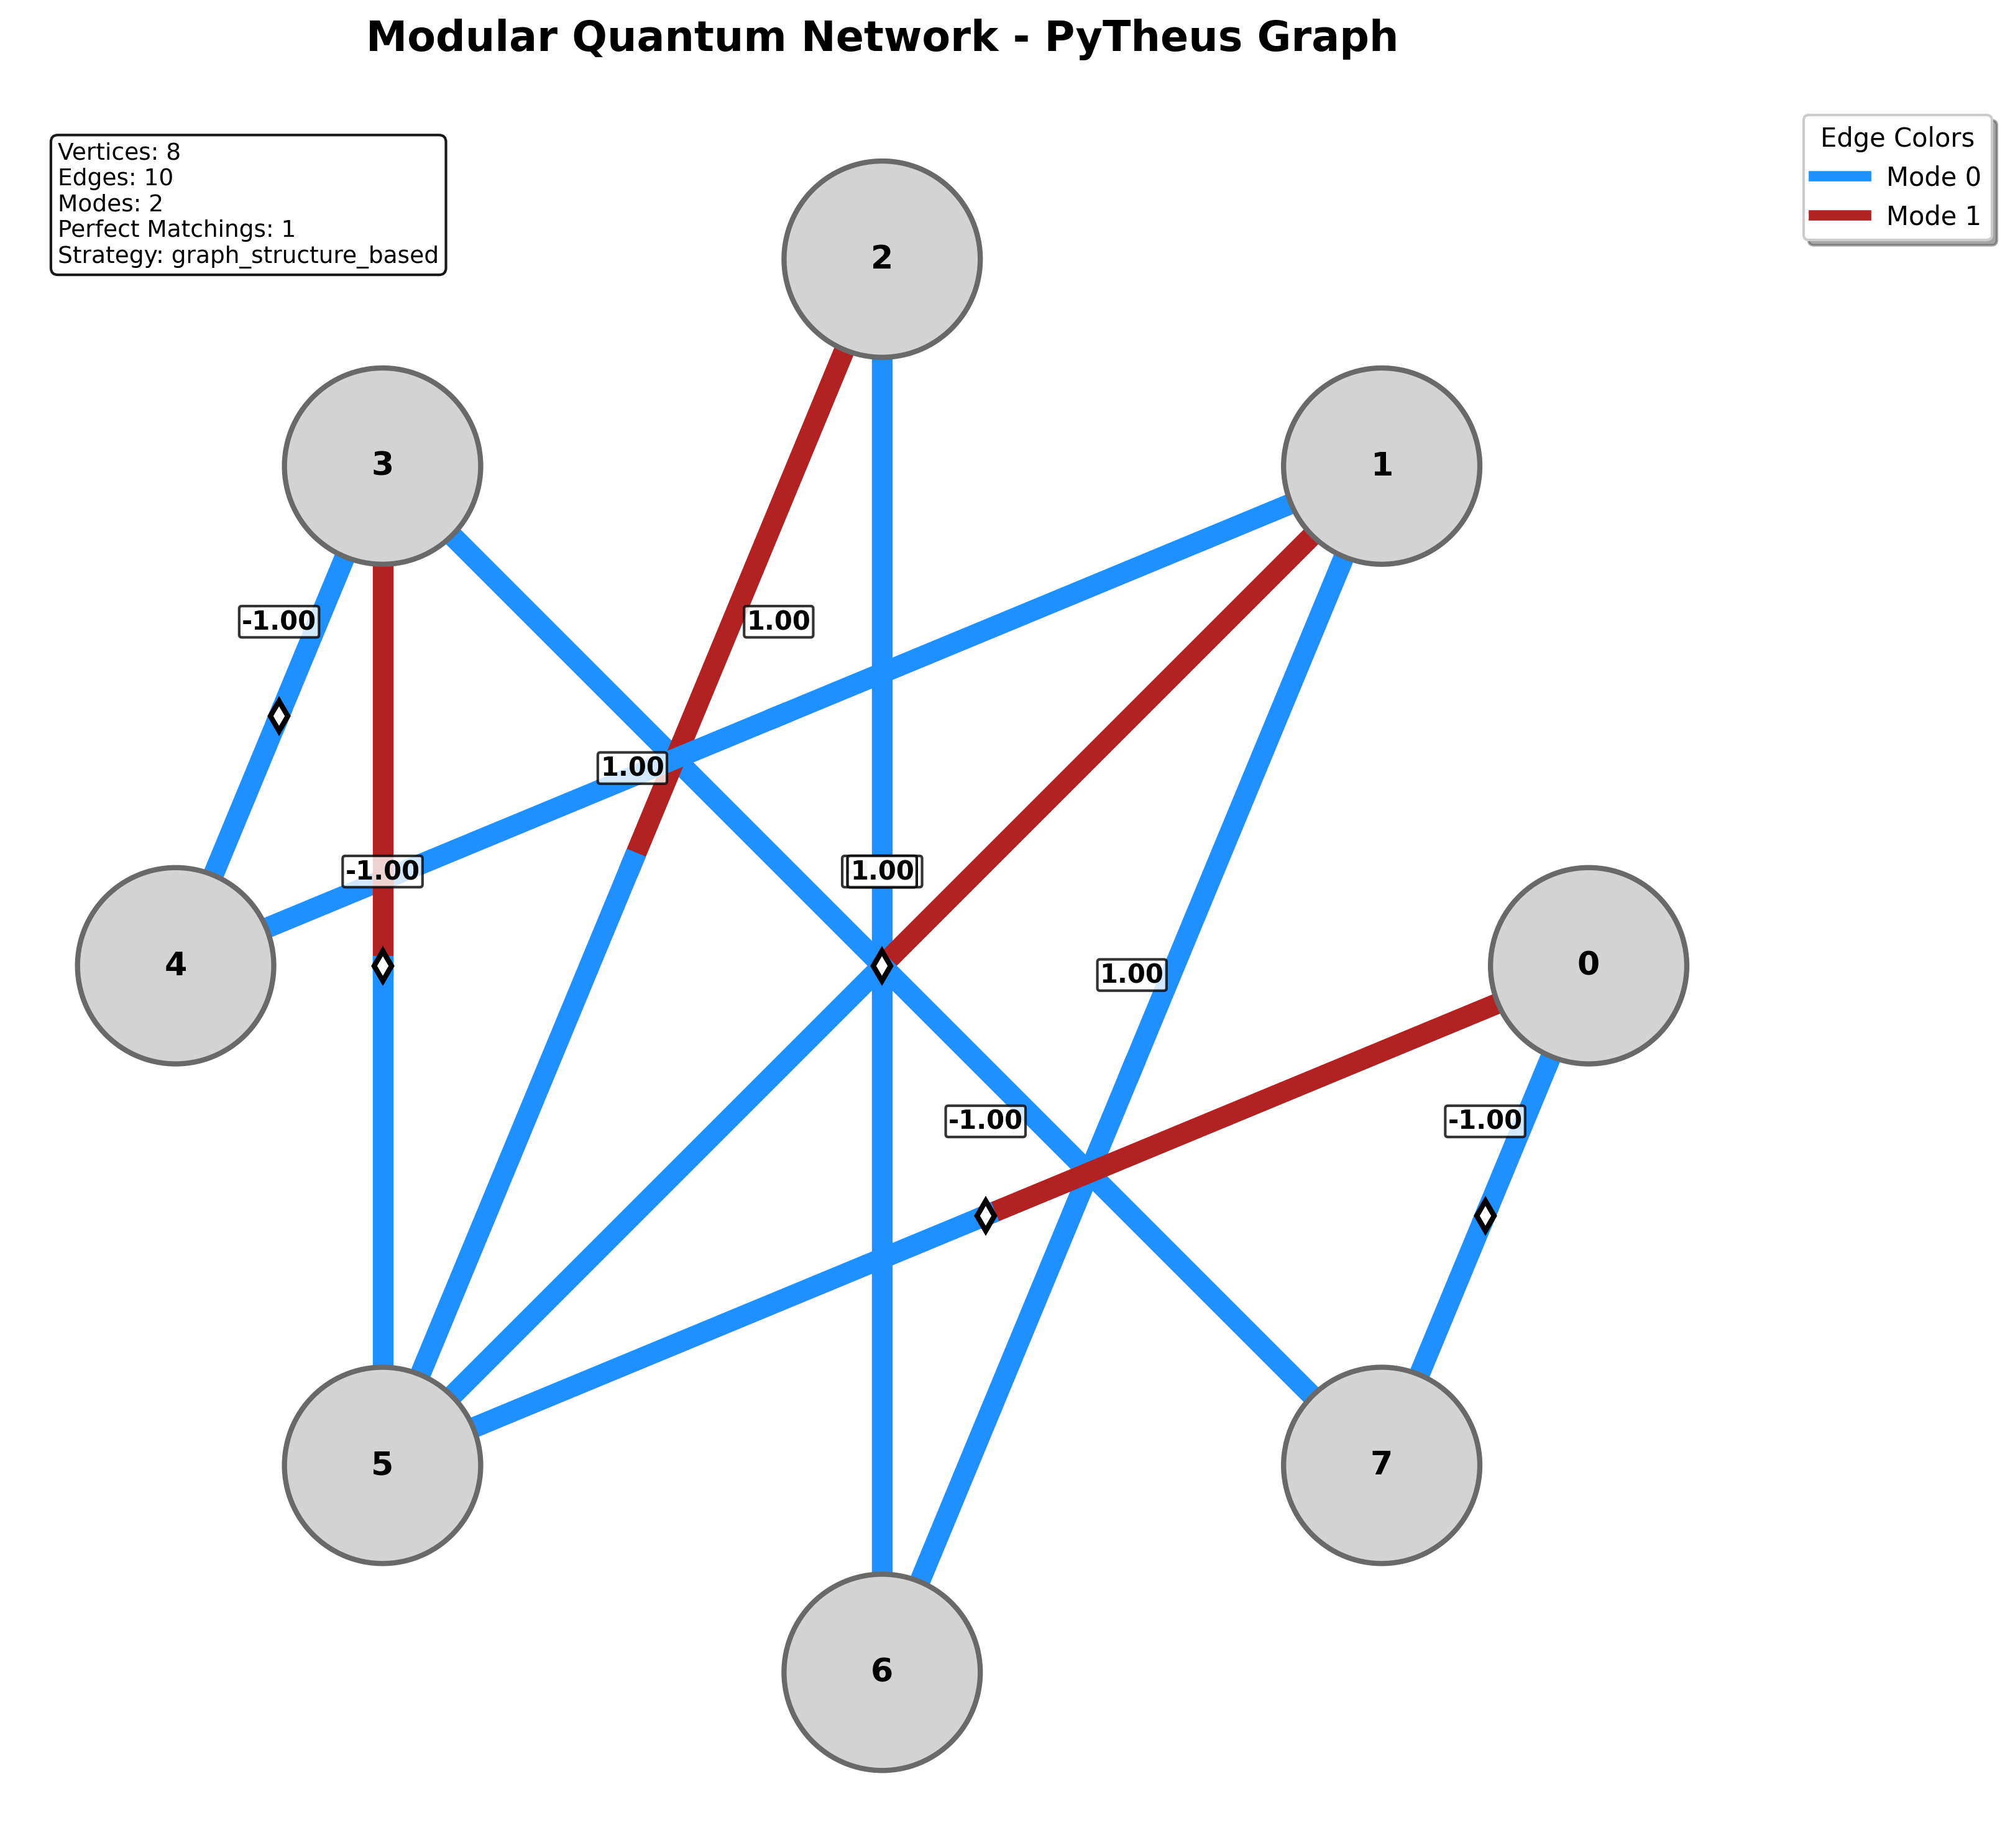 Modular Quantum Network - PyTheus Graph
Vertices: 8
Edges: 10
Modes: 2
Perfect Matchings: 1
Strategy: graph_structure_based
Edge Colors
Mode 0
Mode 1
2
3
1
-1.00
1.00
1.00
-1.00
1.00
4
0
1.00
-1.00
-1.00
5
7
6